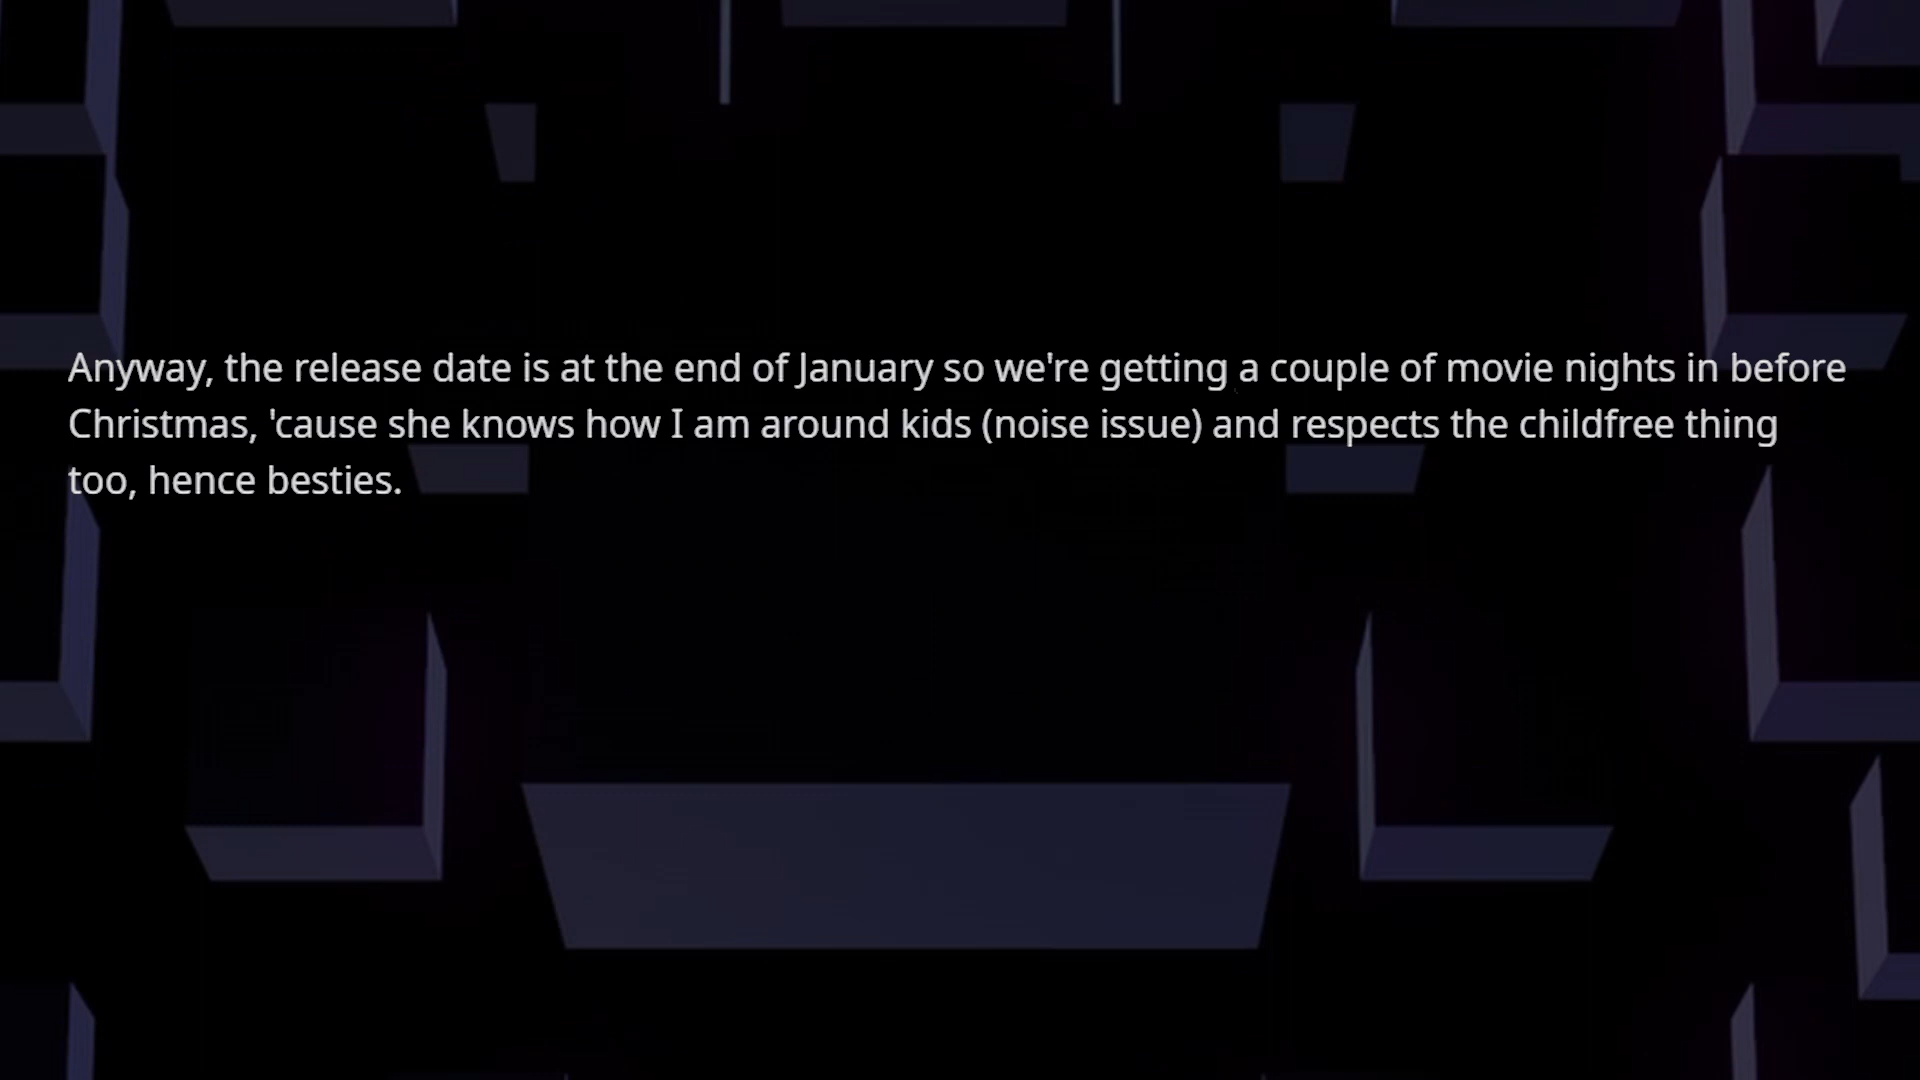 Anyway, the release date is at the end of January so we're getting a couple of movie nights in before
Christmas, 'cause she knows how I am around kids (noise issue) and respects the childfree thing
too, hence besties.